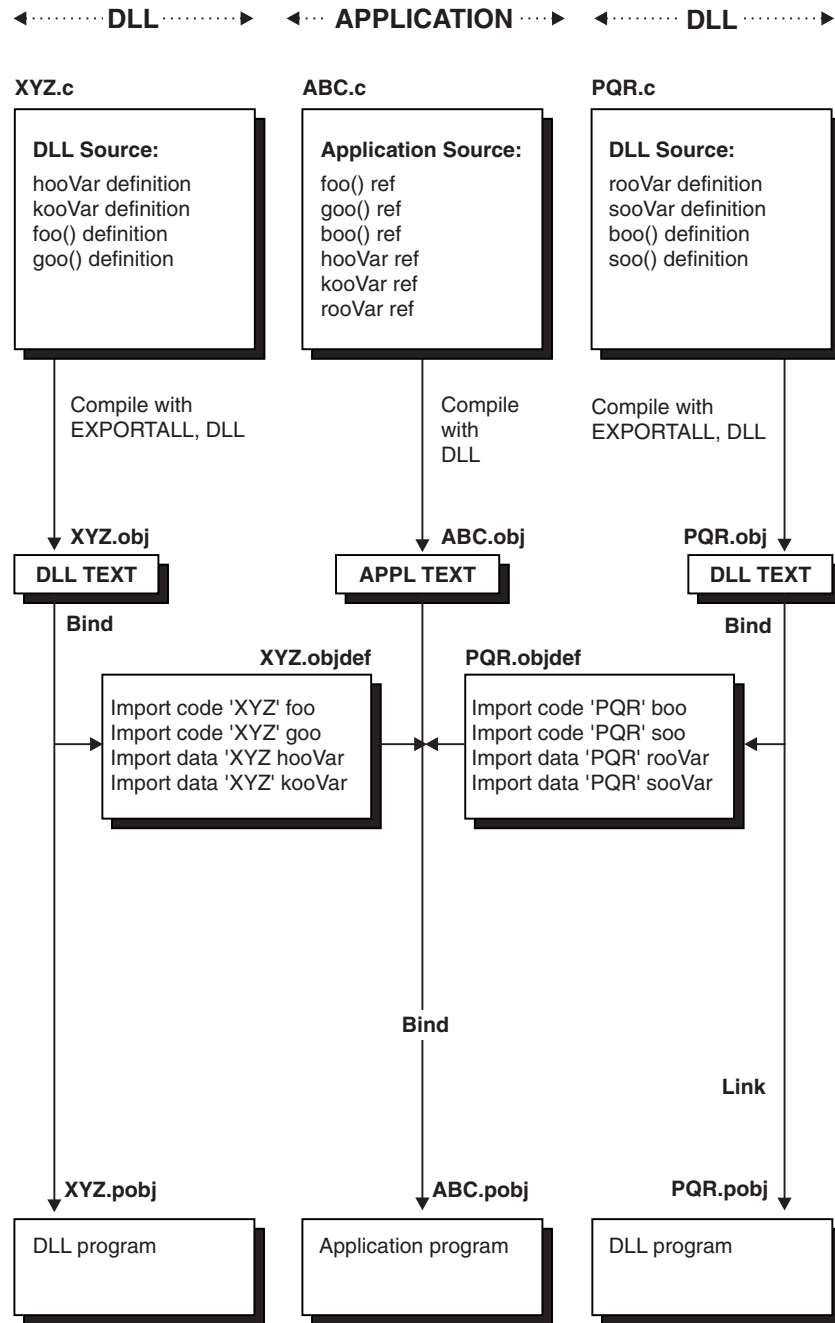 DLL
APPLICATION
DLL
XYZ.c
DLL Source:
hooVar definition
kooVar definition
foo() definition
goo() definition
ABC.c
Application Source:
foo() ref
goo() ref
boo() ref
hooVar ref
kooVar ref
rooVar ref
PQR.c
DLL Source:
rooVar definition
sooVar definition
boo() definition
soo() definition
Compile with
EXPORTALL, DLL
Compile
with
DLL
Compile with
EXPORTALL, DLL
XYZ.obj
DLL TEXT
ABC.obj
APPL TEXT
PQR.obj
DLL TEXT
Bind
Bind
XYZ.objdef
Import code 'XYZ' foo
Import code 'XYZ' goo
Import data 'XYZ hooVar
Import data 'XYZ' kooVar
PQR.objdef
Import code 'PQR' boo
Import code 'PQR' soo
Import data 'PQR' rooVar
Import data 'PQR' sooVar
Bind
Link
XYZ.pobj
DLL program
ABC.pobj
Application program
PQR.pobj
DLL program